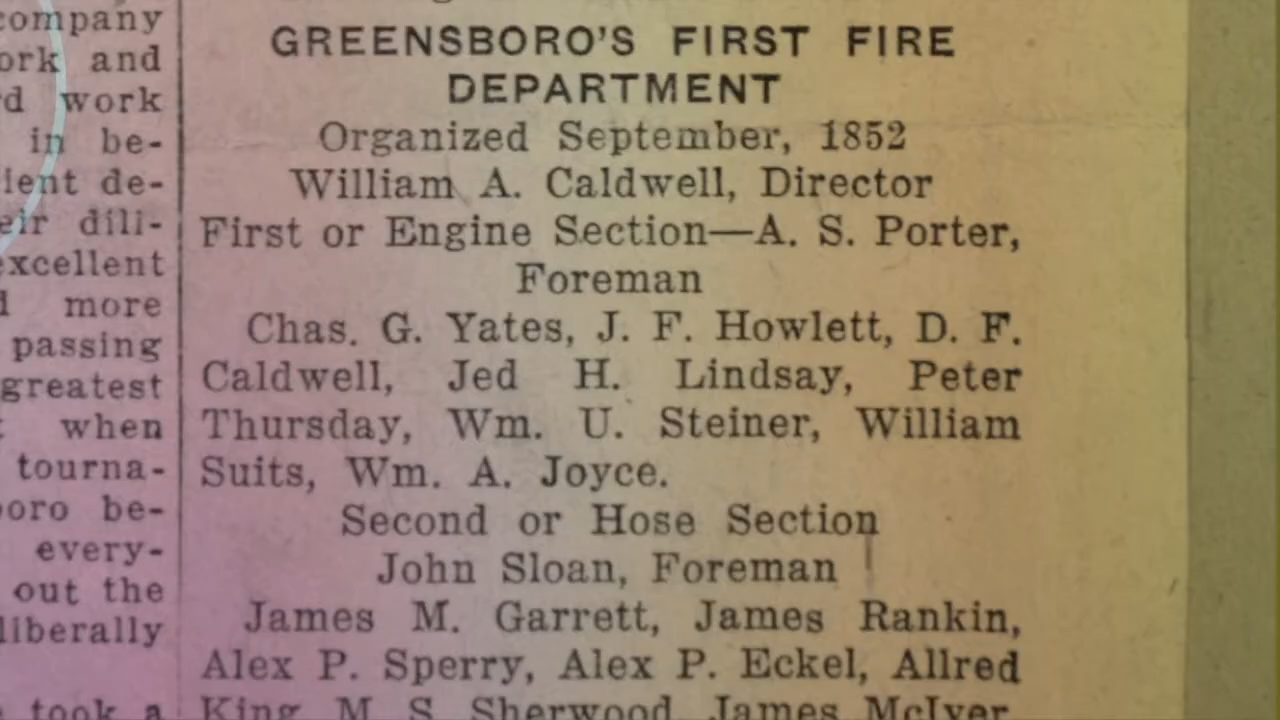 company
ork and
rd work
in be-
ient de-
eir dili-
excellent
more
passing
greatest
when
tourna-
oro be-
every-
out the
liberally
took a
GREENSBORO'S FIRST FIRE
DEPARTMENT
Organized September, 1852
William A. Caldwell, Director
First or Engine Section—A. S. Porter,
Foreman
Chas. G. Yates, J. F. Howlett, D. F.
Caldwell, Jed H. Lindsay, Peter
Thursday, Wm. U. Steiner, William
Suits, Wm. A. Joyce.
Second or Hose Section
John Sloan, Foreman
James M. Garrett, James Rankin,
Alex P. Sperry, Alex P. Eckel, Allred
King, M. S. Sherwood, James McIver,